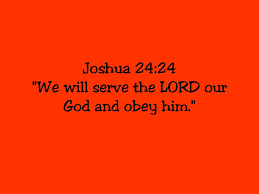 Joshua 24:24
"We will serve the LORD our
God and obey him."